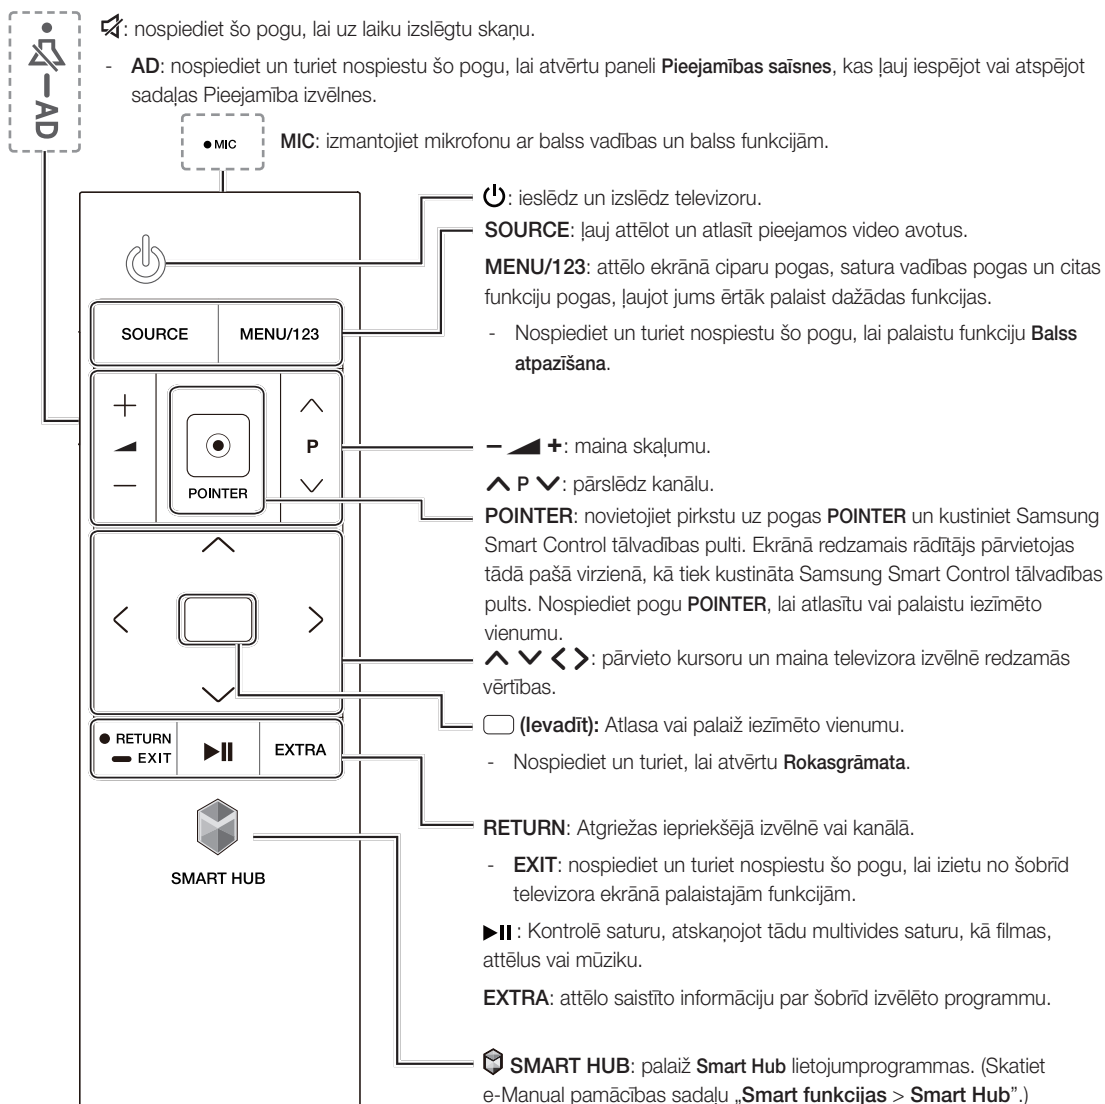 : nospiediet šo pogu, lai uz laiku izslēgtu skaņu.
- AD: nospiediet un turiet nospiestu šo pogu, lai atvērtu paneli Pieejamības saīsnes, kas ļauj iespējot vai atspējot
sadaļas Pieejamība izvēlnes.
AD
MIC
MIC: izmantojiet mikrofonu ar balss vadības un balss funkcijām.
: ieslēdz un izslēdz televizoru.
SOURCE: ļauj attēlot un atlasīt pieejamos video avotus.
MENU/123: attēlo ekrānā ciparu pogas, satura vadības pogas un citas
funkciju pogas, ļaujot jums ērtāk palaist dažādas funkcijas.
- Nospiediet un turiet nospiestu šo pogu, lai palaistu funkciju Balss
atpazīšana.
SOURCE
MENU/123
P
POINTER
− +: maina skaļumu.
P : pārslēdz kanālu.
POINTER: novietojiet pirkstu uz pogas POINTER un kustiniet Samsung
Smart Control tālvadības pulti. Ekrānā redzamais rādītājs pārvietojas
tādā pašā virzienā, kā tiek kustināta Samsung Smart Control tālvadības
pults. Nospiediet pogu POINTER, lai atlasītu vai palaistu iezīmēto
vienumu.
: pārvieto kursoru un maina televizora izvēlnē redzamās
vērtības.
(Ievadīt): Atlasa vai palaiž iezīmēto vienumu.
- Nospiediet un turiet, lai atvērtu Rokasgrāmata.
RETURN
EXIT
EXTRA
RETURN: Atgriežas iepriekšējā izvēlnē vai kanālā.
- EXIT: nospiediet un turiet nospiestu šo pogu, lai izietu no šobrīd
televizora ekrānā palaistajām funkcijām.
: Kontrolē saturu, atskaņojot tādu multivides saturu, kā filmas,
attēlus vai mūziku.
EXTRA: attēlo saistīto informāciju par šobrīd izvēlēto programmu.
SMART HUB
SMART HUB: palaiž Smart Hub lietojumprogrammas. (Skatiet
e-Manual pamācības sadaļu „Smart funkcijas > Smart Hub”.)